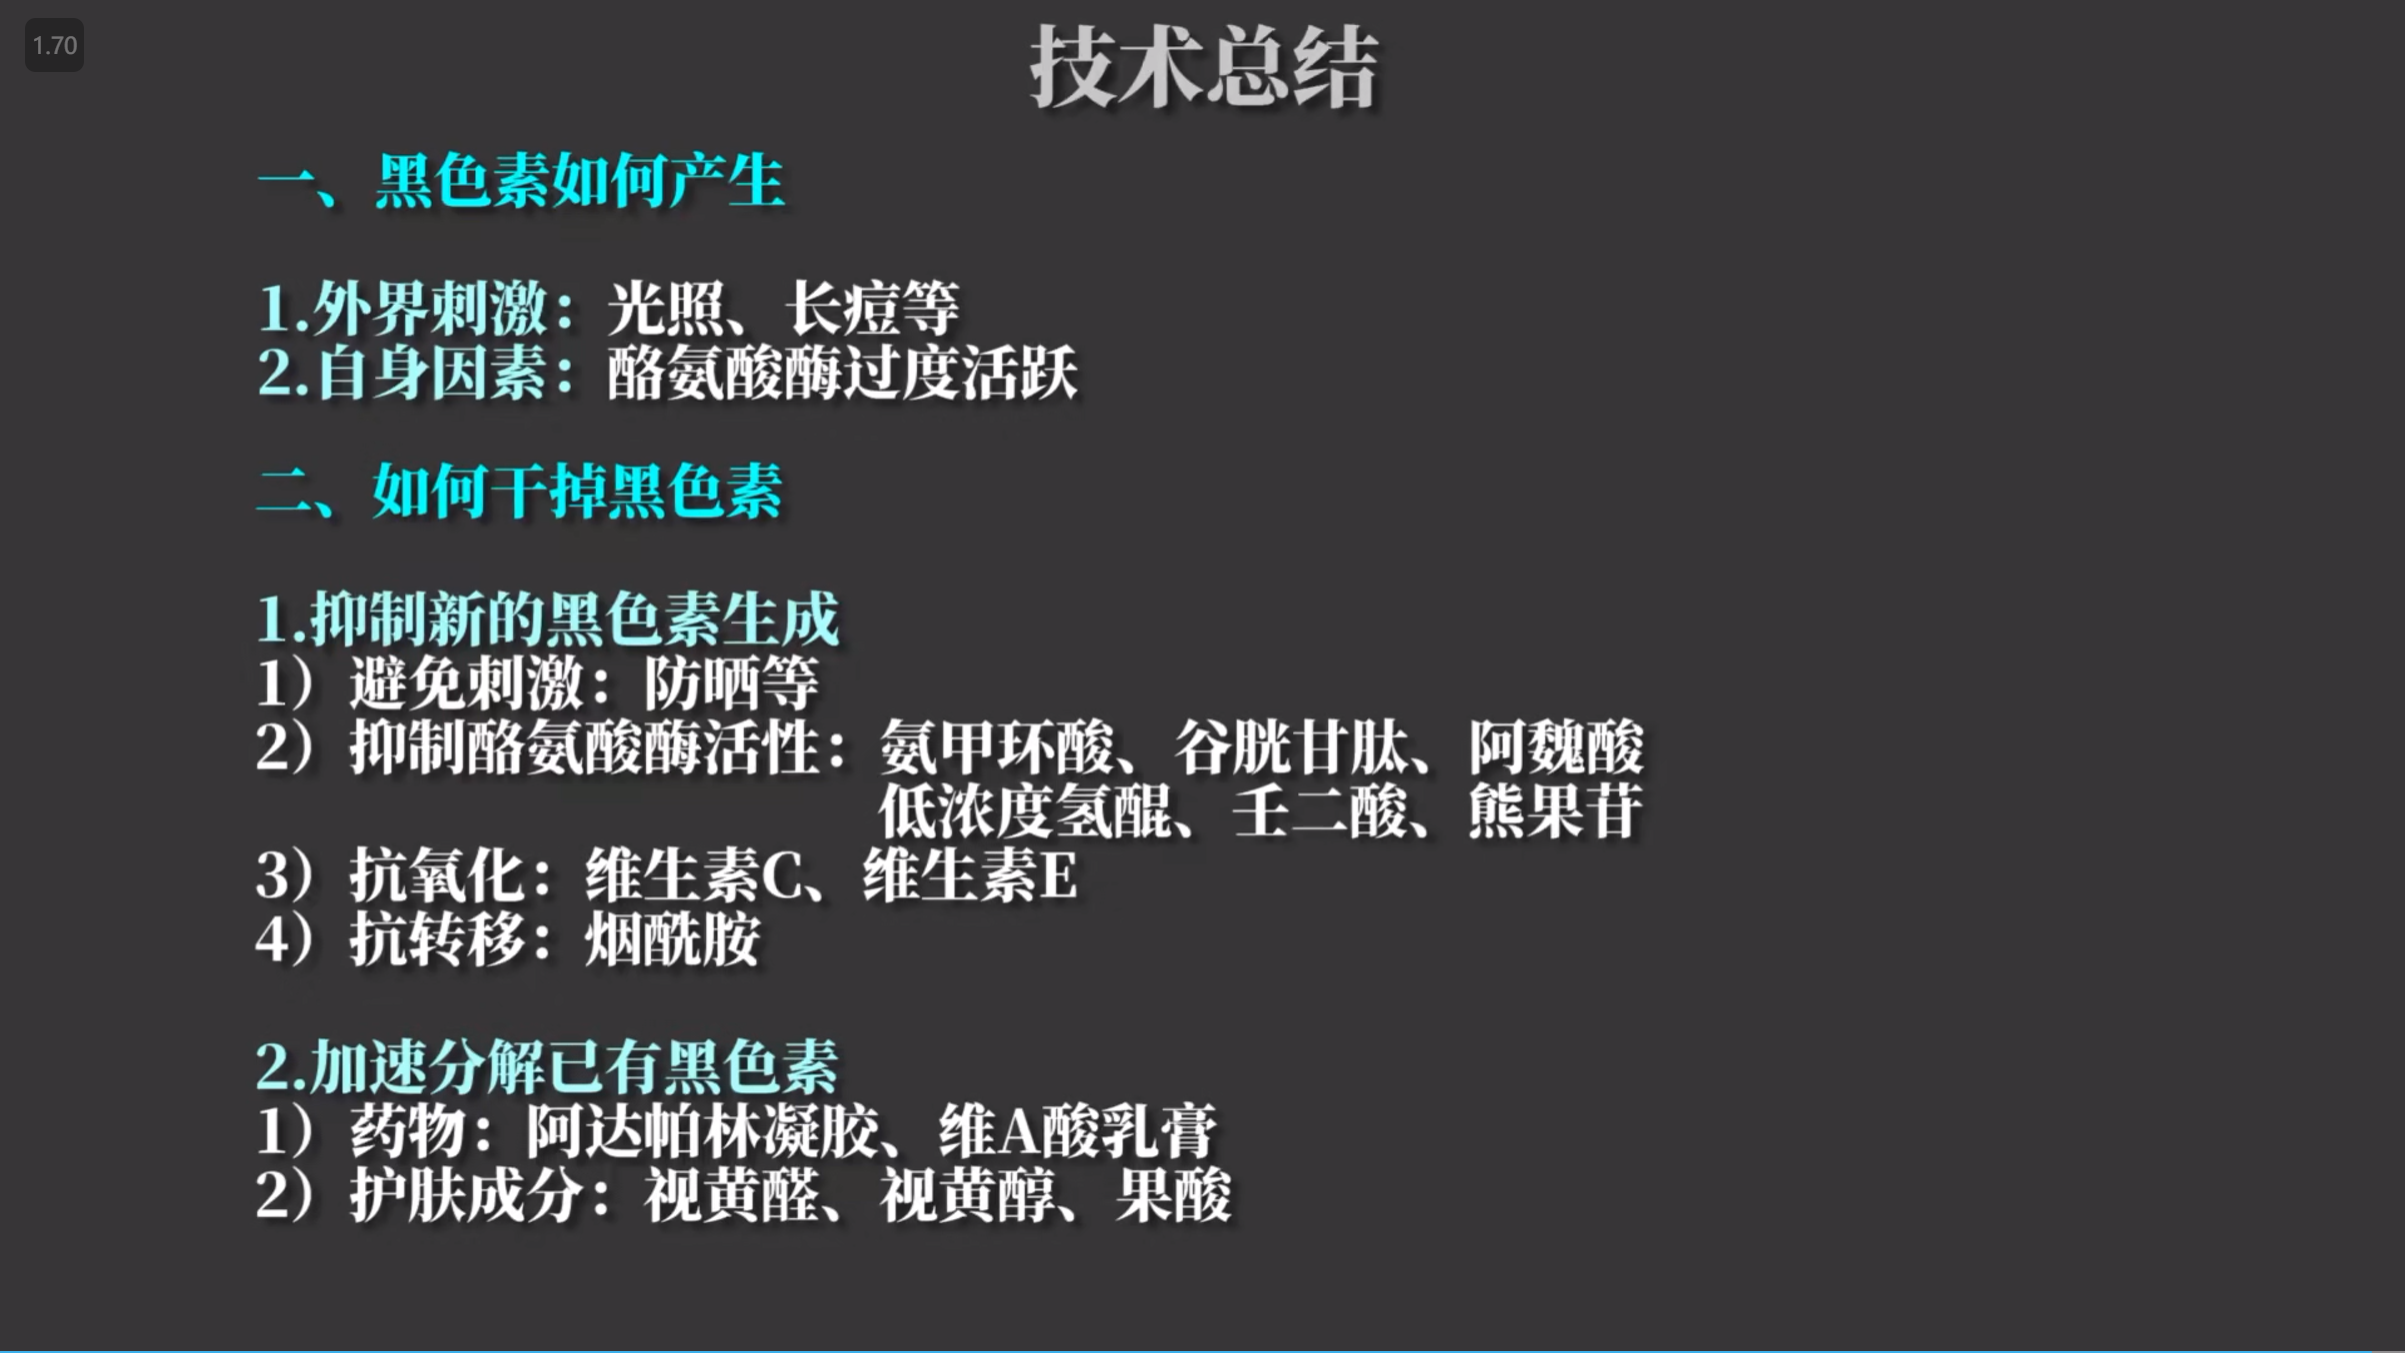 1.70
技术总结
一、黑色素如何产生
1.外界刺激：光照、长痘等
2.自身因素：酪氨酸酶过度活跃
二、如何干掉黑色素
1.抑制新的黑色素生成
1）避免刺激：防晒等
2）抑制酪氨酸酶活性：氨甲环酸、谷胱甘肽、阿魏酸
低浓度氢醌、壬二酸、熊果苷
3）抗氧化：维生素C、维生素E
4）抗转移：烟酰胺
2.加速分解已有黑色素
1）药物：阿达帕林凝胶、维A酸乳膏
2）护肤成分：视黄醛、视黄醇、果酸